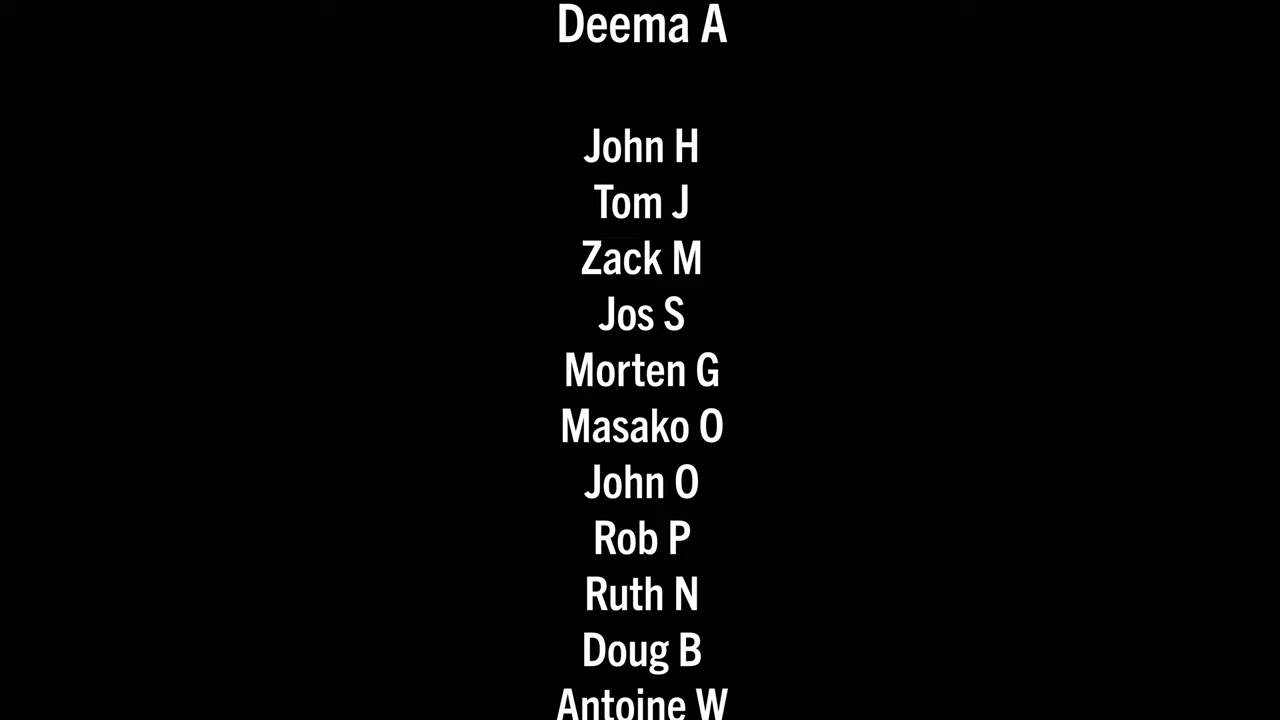 Deema A
John H
Tom J
Zack M
Jos S
Morten G
Masako O
John O
Rob P
Ruth N
Doug B
Antoine W